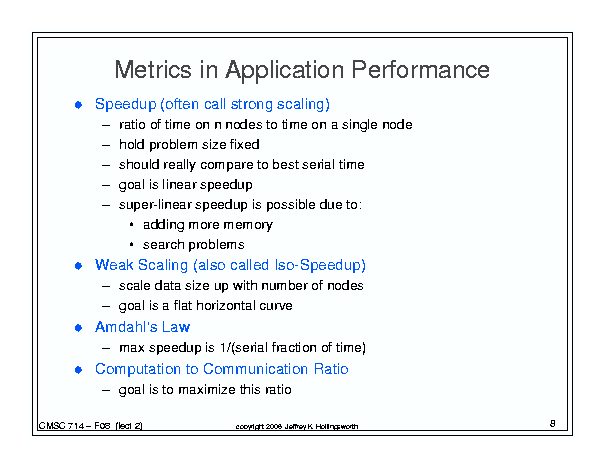 Metrics in Application Performance
Speedup (often call strong scaling)
– ratio of time on n nodes to time on a single node
– hold problem size fixed
– should really compare to best serial time
– goal is linear speedup
– super-linear speedup is possible due to:
• adding more memory
• search problems
Weak Scaling (also called Iso-Speedup)
– scale data size up with number of nodes
– goal is a flat horizontal curve
Amdahl's Law
– max speedup is 1/(serial fraction of time)
Computation to Communication Ratio
– goal is to maximize this ratio
CMSC 714 – F06 (lect 2)
copyright 2006 Jeffrey K. Hollingsworth
8